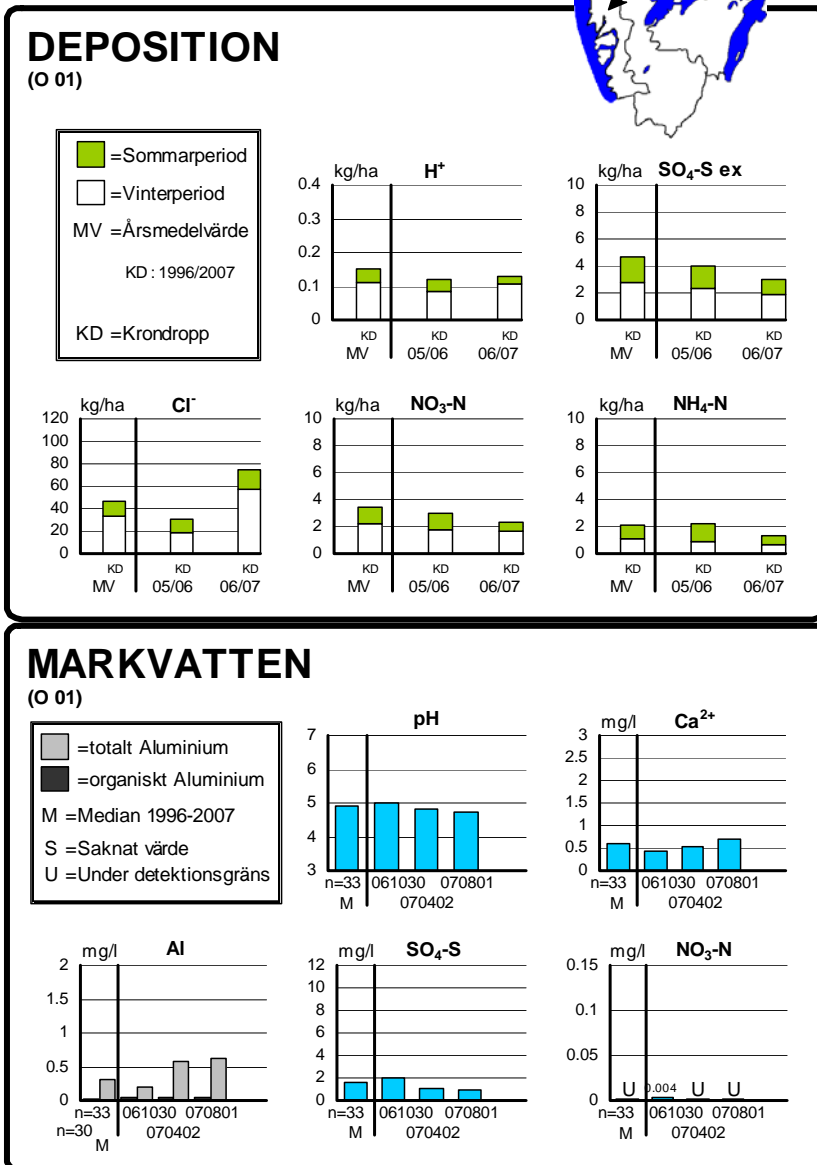 DEPOSITION
(O 01)
=Sommarperiod
=Vinterperiod
MV =Årsmedelvärde
KD : 1996/2007
KD =Krondropp
kg/ha H⁺
0.4
0.3
0.2
0.1
0
KD KD KD
MV 05/06 06/07
kg/ha SO₄-S ex
10
8
6
4
2
0
KD KD KD
MV 05/06 06/07
kg/ha Cl⁻
120
100
80
60
40
20
0
KD KD KD
MV 05/06 06/07
kg/ha NO₃-N
10
8
6
4
2
0
KD KD KD
MV 05/06 06/07
kg/ha NH₄-N
10
8
6
4
2
0
KD KD KD
MV 05/06 06/07
MARKVATTEN
(O 01)
=totalt Aluminium
=organiskt Aluminium
M =Median 1996-2007
S =Saknat värde
U =Under detektionsgräns
pH
7
6
5
4
3
n=33 061030 070801
M 070402
mg/l Ca²⁺
3
2.5
2
1.5
1
0.5
0
n=33 061030 070801
M 070402
mg/l Al
2
1.5
1
0.5
0
n=33 061030 070801
n=30 070402
M
mg/l SO₄-S
12
10
8
6
4
2
0
n=33 061030 070801
M 070402
mg/l NO₃-N
0.15
0.1
0.05
0
U 0.004 U U
n=33 061030 070801
M 070402